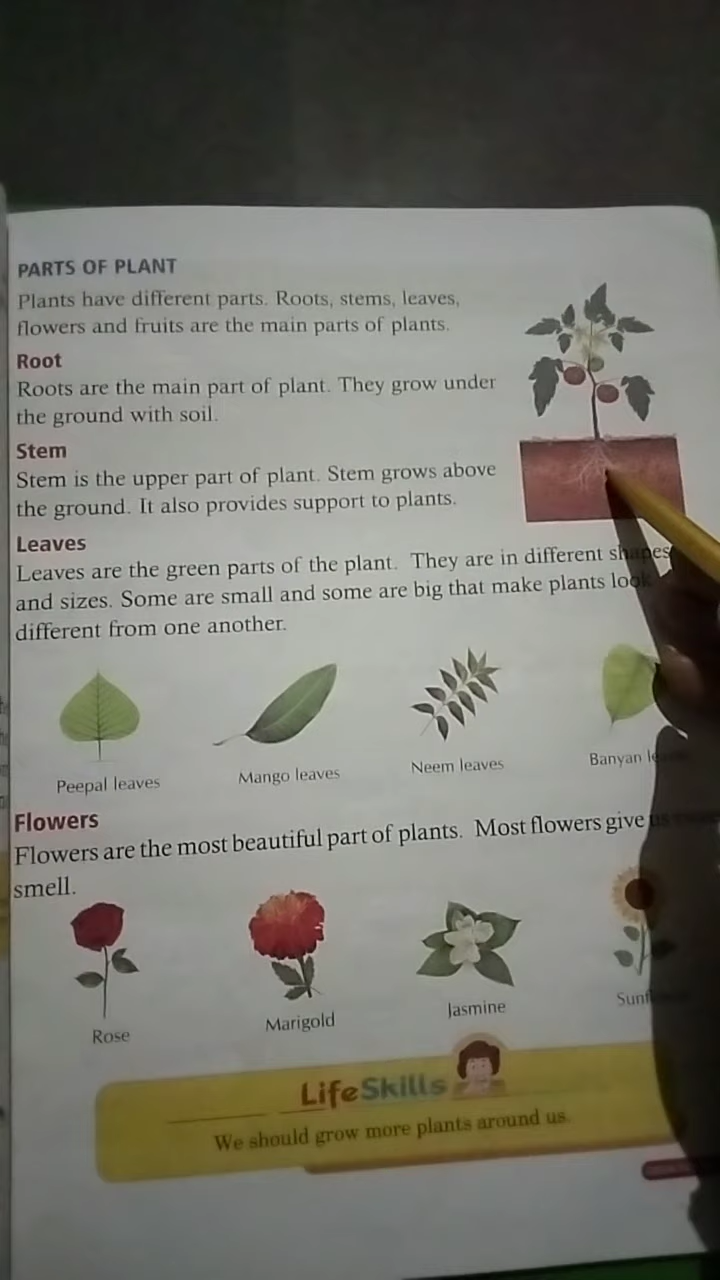 PARTS OF PLANT
Plants have different parts. Roots, stems, leaves,
flowers and fruits are the main parts of plants.
Root
Roots are the main part of plant. They grow under
the ground with soil.
Stem
Stem is the upper part of plant. Stem grows above
the ground. It also provides support to plants.
Leaves
Leaves are the green parts of the plant. They are in different shapes
and sizes. Some are small and some are big that make plants look
different from one another.
Peepal leaves
Mango leaves
Neem leaves
Banyan
Flowers
Flowers are the most beautiful part of plants. Most flowers give
smell.
Rose
Marigold
Jasmine
LifeSkills
We should grow more plants around us.